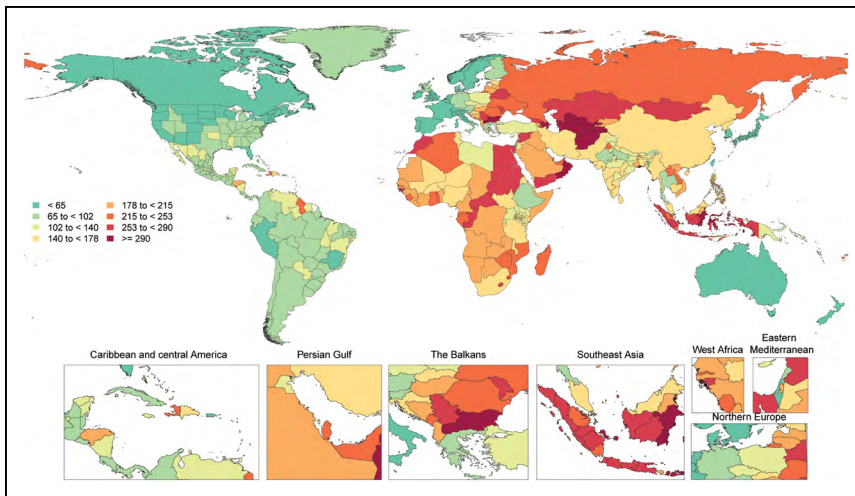 < 65
65 to < 102
102 to < 140
140 to < 178
178 to < 215
215 to < 253
253 to < 290
>= 290
Caribbean and central America
Persian Gulf
The Balkans
Southeast Asia
West Africa
Eastern
Mediterranean
Northern Europe